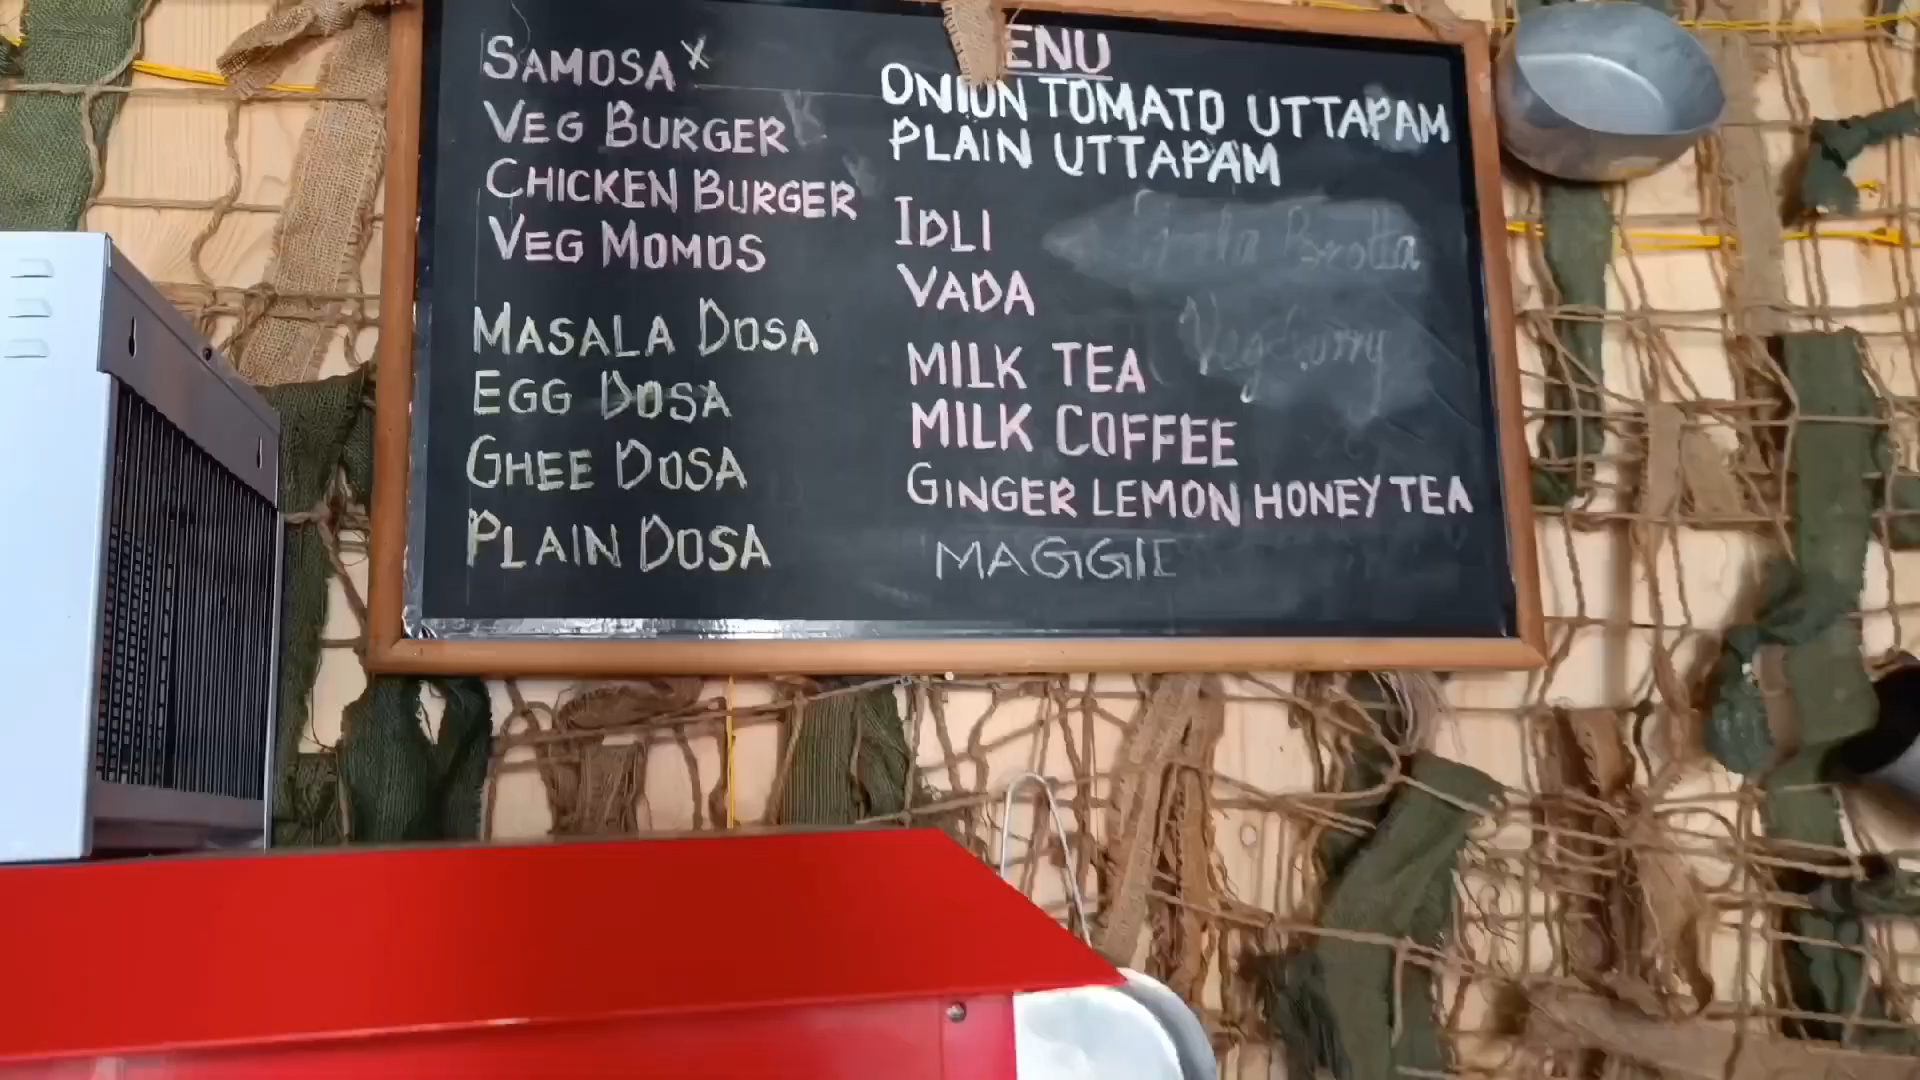 SAMOSA X
VEG BURGER
CHICKEN BURGER
VEG MOMOS
MASALA DOSA
EGG DOSA
GHEE DOSA
PLAIN DOSA
ENU
ONION TOMATO UTTAPAM
PLAIN UTTAPAM
IDLI
VADA
MILK TEA
MILK COFFEE
GINGER LEMON HONEY TEA
MAGGIE